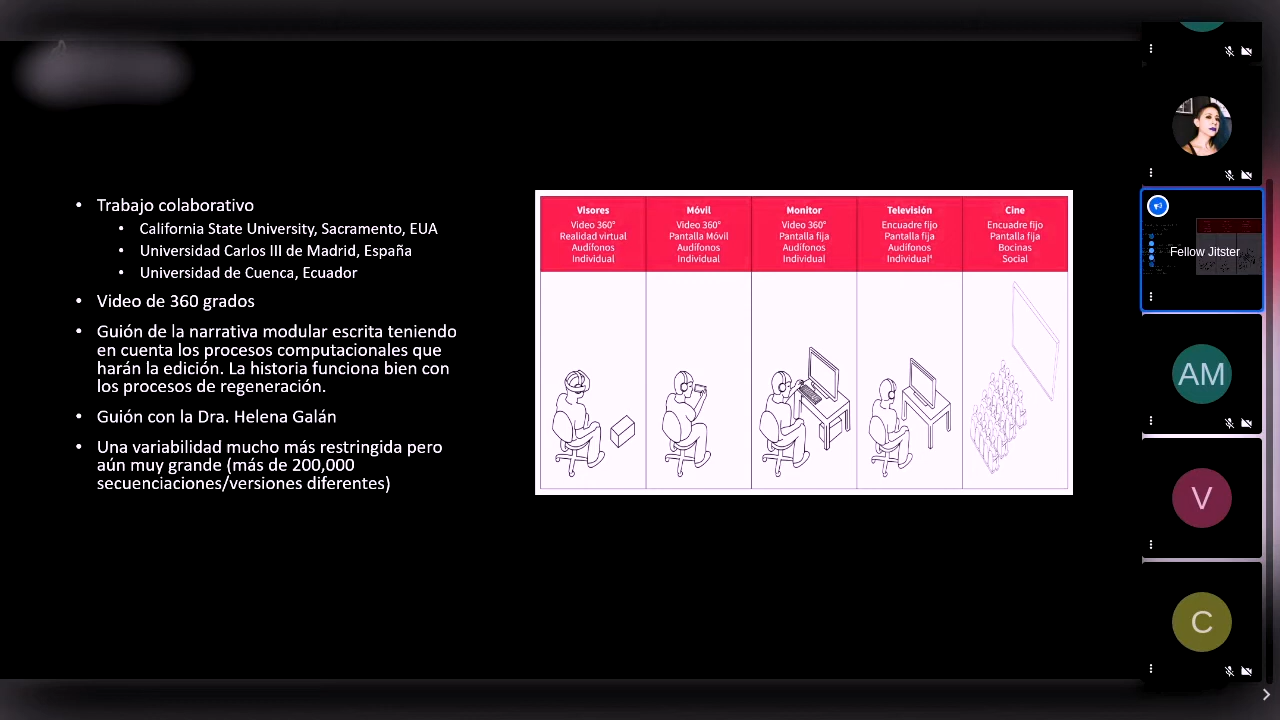 Trabajo colaborativo
California State University, Sacramento, EUA
Universidad Carlos III de Madrid, España
Universidad de Cuenca, Ecuador
Video de 360 grados
Guión de la narrativa modular escrita teniendo
en cuenta los procesos computacionales que
harán la edición. La historia funciona bien con
los procesos de regeneración.
Guión con la Dra. Helena Galán
Una variabilidad mucho más restringida pero
aún muy grande (más de 200,000
secuenciaciones/versiones diferentes)
Visores
Video 360°
Realidad virtual
Audífonos
Individual
Móvil
Video 360°
Pantalla Móvil
Audífonos
Individual
Monitor
Video 360°
Pantalla fija
Audífonos
Individual
Televisión
Encuadre fijo
Pantalla fija
Audífonos
Individual*
Cine
Encuadre fijo
Pantalla fija
Bocinas
Social
Fellow Jitster
AM
V
C